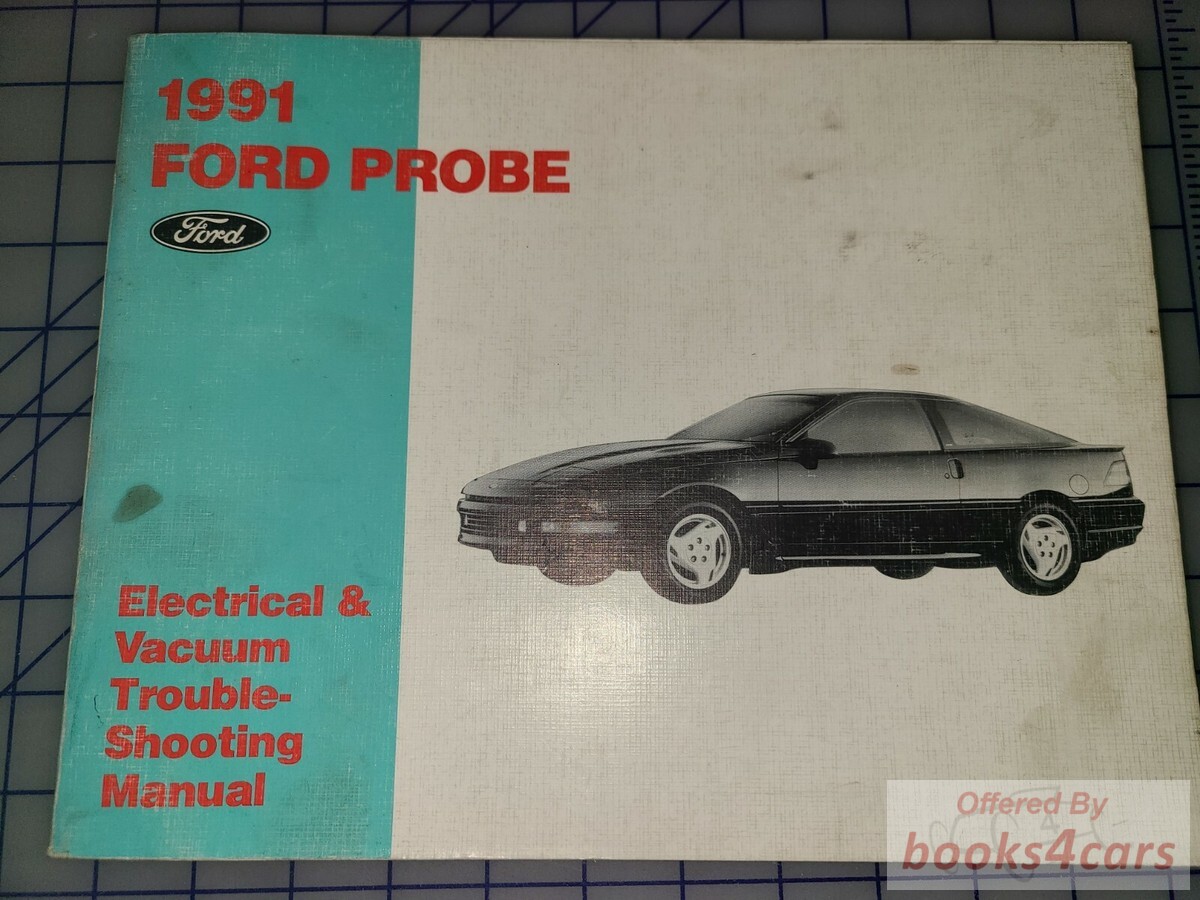 1991
FORD PROBE
Ford
Electrical &
Vacuum
Trouble-
Shooting
Manual
Offered By
books4cars